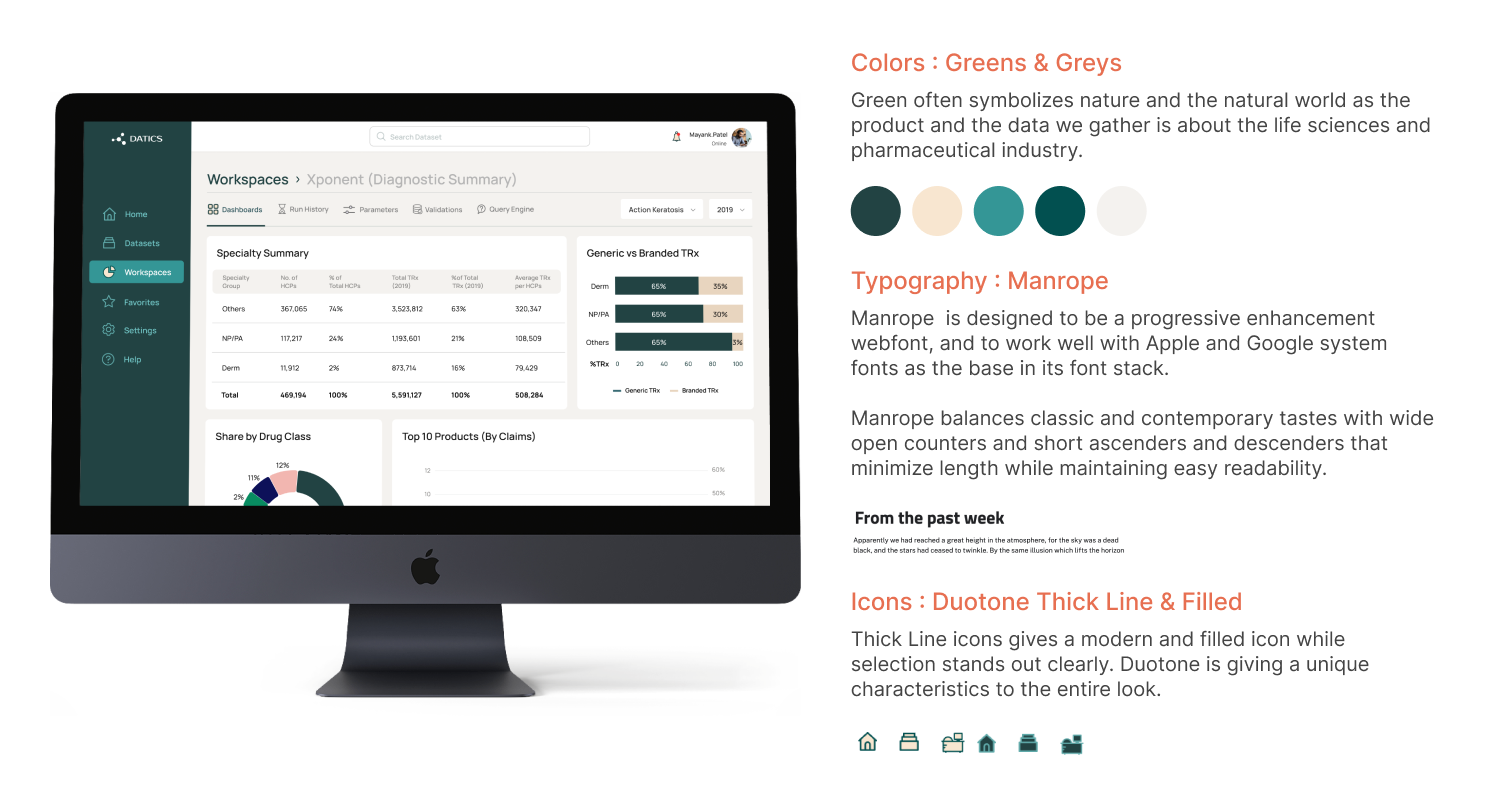 DATICS
Search Dataset
Mayank.Patel
Online
Home
Datasets
Workspaces
Favorites
Settings
Help
Workspaces > Xponent (Diagnostic Summary)
Dashboards Run History Parameters Validations Query Engine
Action Keratosis 2019
Specialty Summary
Specialty Group No. of HCPs % of Total HCPs Total TRx (2019) %of Total TRx (2019) Average TRx per HCPs
Others 367,065 74% 3,523,812 63% 320,347
NP/PA 117,217 24% 1,193,601 21% 108,509
Derm 11,912 2% 873,714 16% 79,429
Total 469,194 100% 5,591,127 100% 508,284
Generic vs Branded TRx
Derm 65% 35%
NP/PA 65% 30%
Others 65% 3%
%TRx 0 20 40 60 80 100
Generic TRx Branded TRx
Share by Drug Class
12%
11%
2%
Top 10 Products (By Claims)
12 60%
10 50%
Colors : Greens & Greys
Green often symbolizes nature and the natural world as the
product and the data we gather is about the life sciences and
pharmaceutical industry.
Typography : Manrope
Manrope is designed to be a progressive enhancement
webfont, and to work well with Apple and Google system
fonts as the base in its font stack.
Manrope balances classic and contemporary tastes with wide
open counters and short ascenders and descenders that
minimize length while maintaining easy readability.
From the past week
Apparently we had reached a great height in the atmosphere, for the sky was a dead
black, and the stars had ceased to twinkle. By the same illusion which lifts the horizon
Icons : Duotone Thick Line & Filled
Thick Line icons gives a modern and filled icon while
selection stands out clearly. Duotone is giving a unique
characteristics to the entire look.